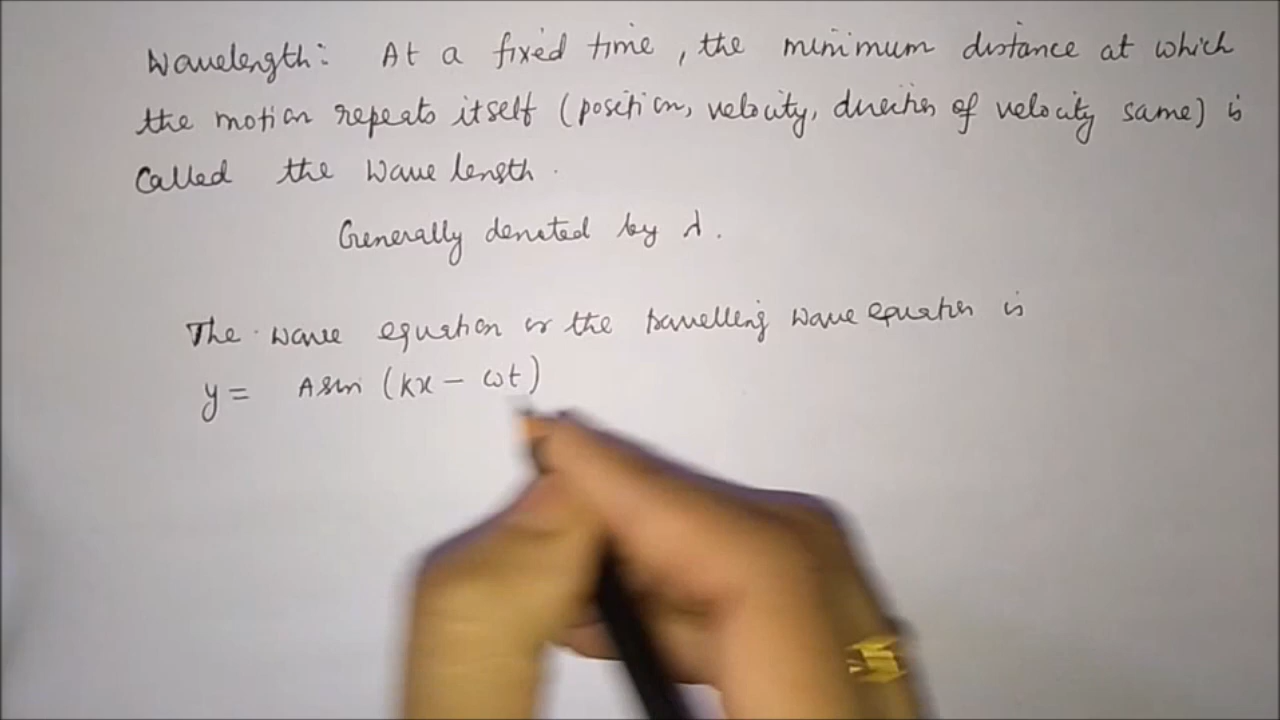 Wavelength: At a fixed time, the minimum distance at which
the motion repeats itself (position, velocity, direction of velocity same) is
called the wave length.
Generally denoted by λ.
The wave equation or the travelling wave equation is
y = A sin (kx - ωt)